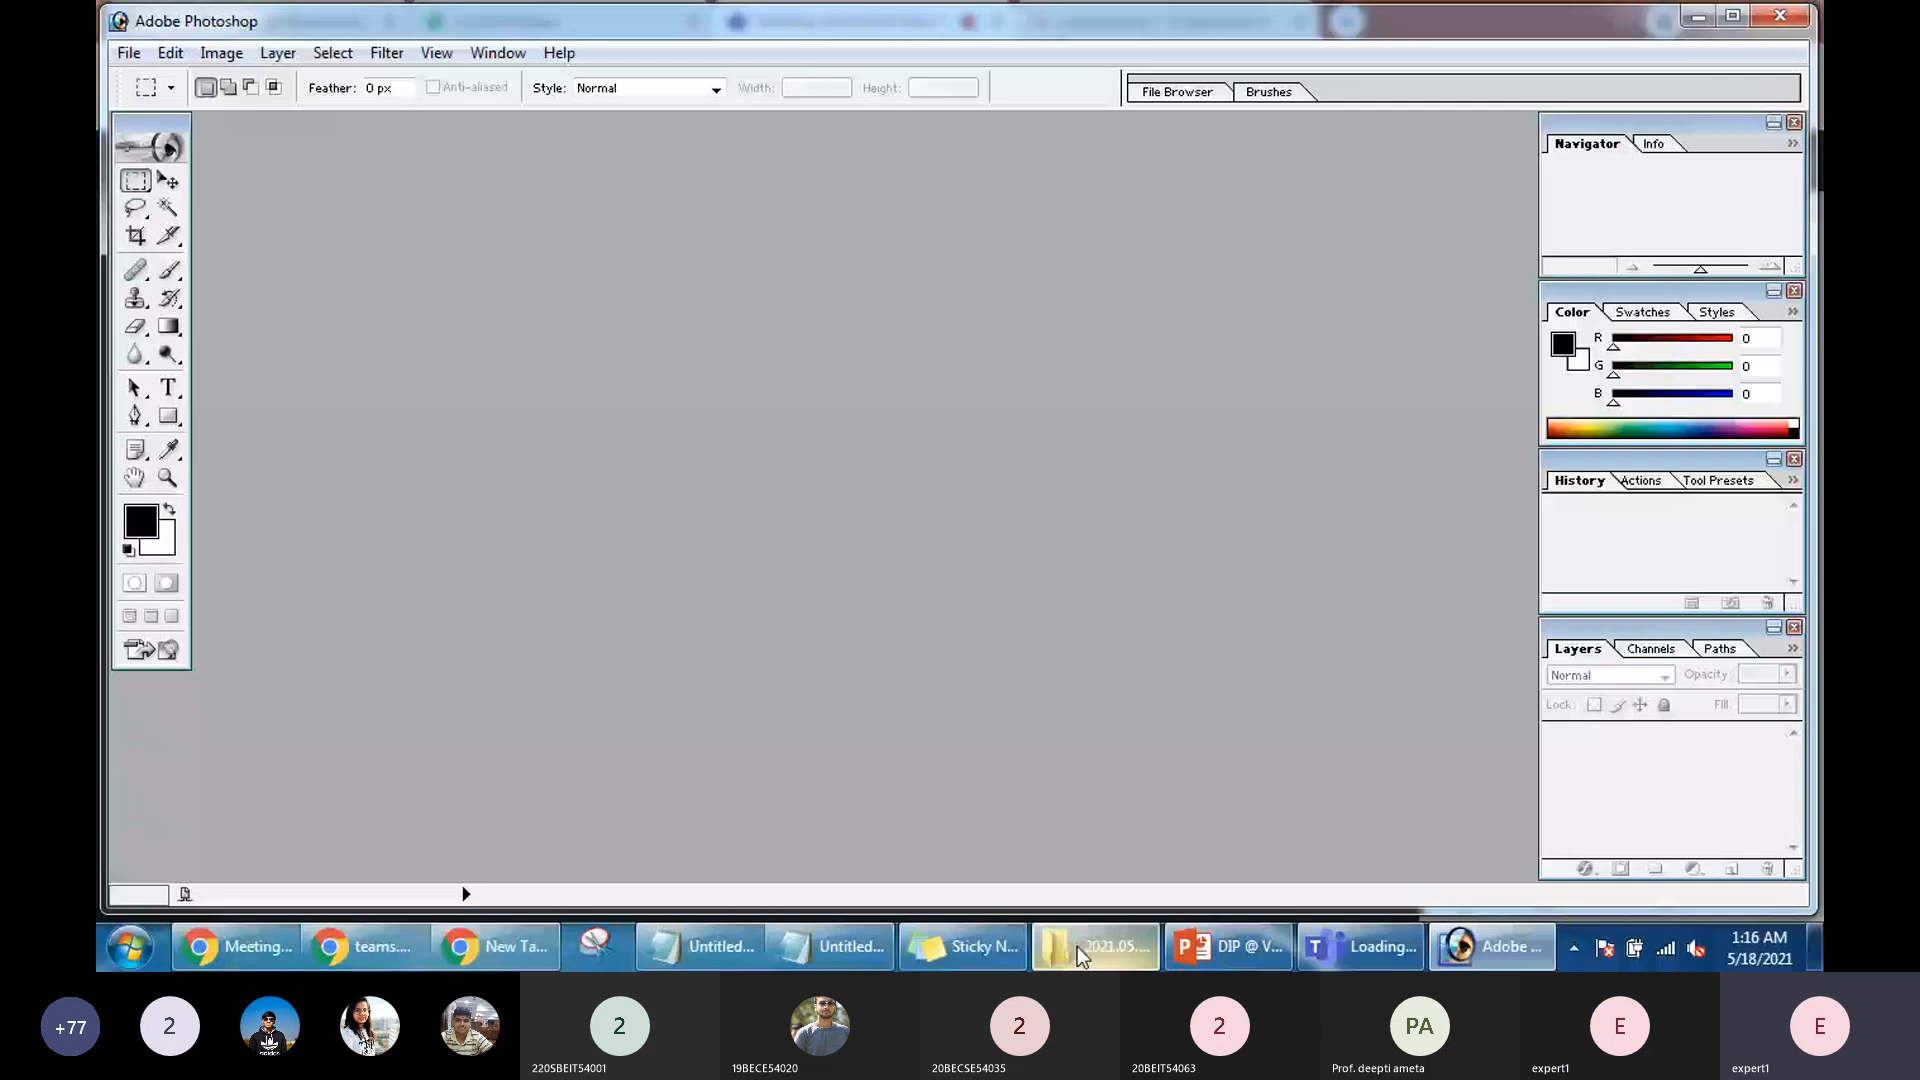 Adobe Photoshop
File Edit Image Layer Select Filter View Window Help
Feather: 0 px Anti-aliased Style: Normal Width: Height: File Browser Brushes
Navigator Info
Color Swatches Styles
R 0
G 0
B 0
History Actions Tool Presets
Layers Channels Paths
Normal Opacity:
Lock: Fill:
Meeting... teams.... New Ta... Untitled... Untitled... Sticky N... 2021.05.... DIP @ V... Loading... Adobe ...
1:16 AM
5/18/2021
+77 2 2 2 2 PA E E
220SBEIT54001 19BECE54020 20BECSE54035 20BEIT54063 Prof. deepti ameta expert1 expert1